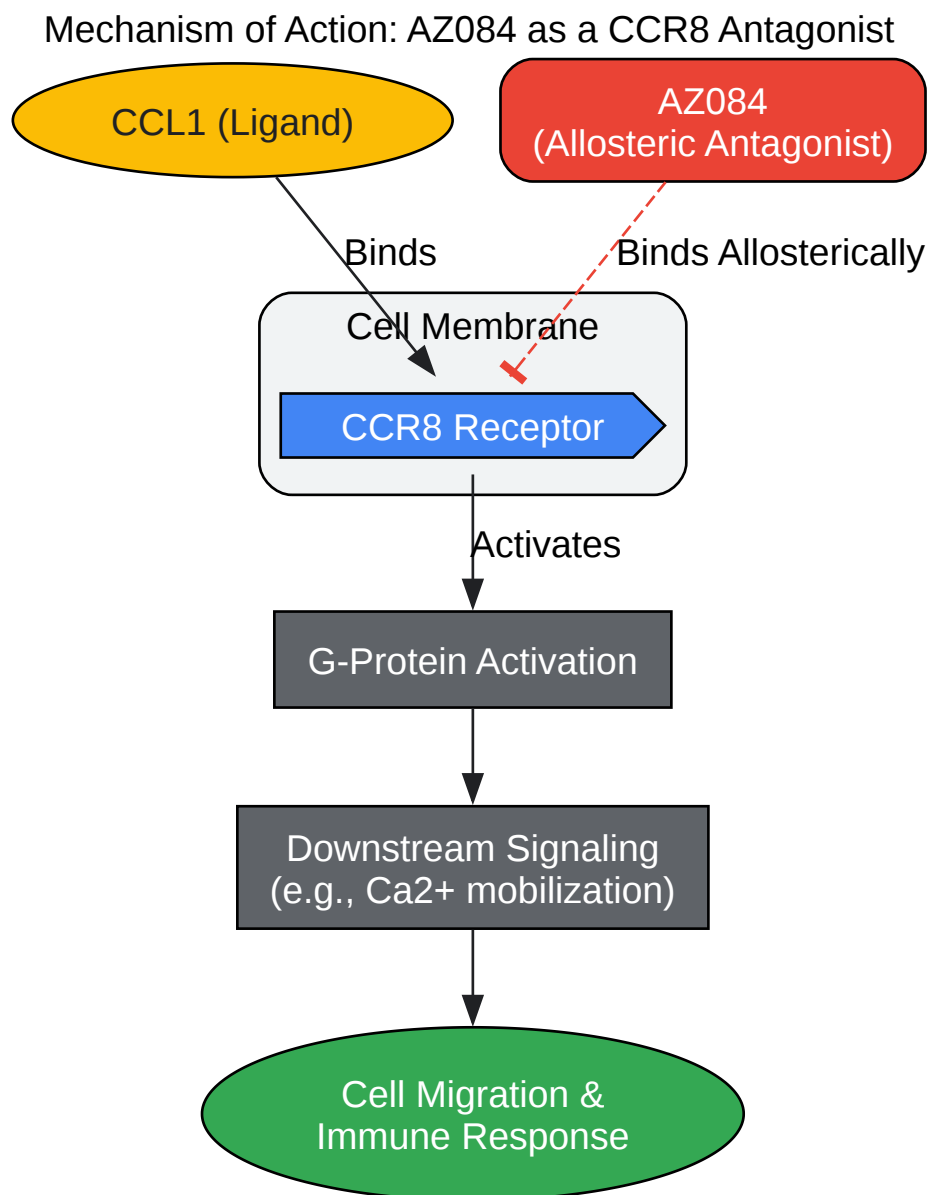 Mechanism of Action: AZ084 as a CCR8 Antagonist
CCL1 (Ligand)
AZ084
(Allosteric Antagonist)
Binds
Binds Allosterically
Cell Membrane
CCR8 Receptor
Activates
G-Protein Activation
Downstream Signaling
(e.g., Ca2+ mobilization)
Cell Migration &
Immune Response